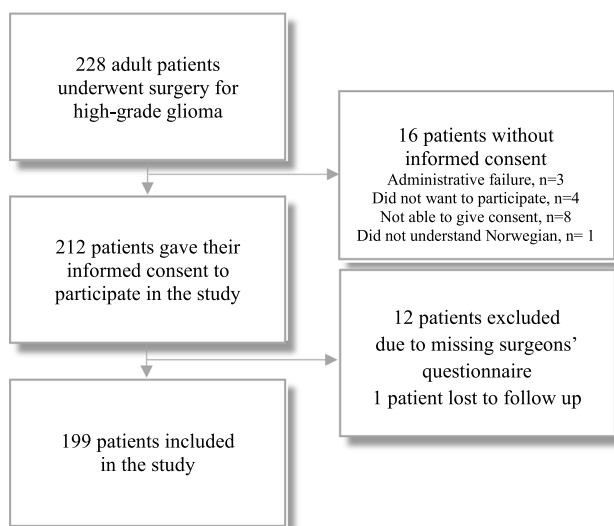 228 adult patients
underwent surgery for
high-grade glioma
16 patients without
informed consent
Administrative failure, n=3
Did not want to participate, n=4
Not able to give consent, n=8
Did not understand Norwegian, n= 1
212 patients gave their
informed consent to
participate in the study
12 patients excluded
due to missing surgeons’
questionnaire
1 patient lost to follow up
199 patients included
in the study